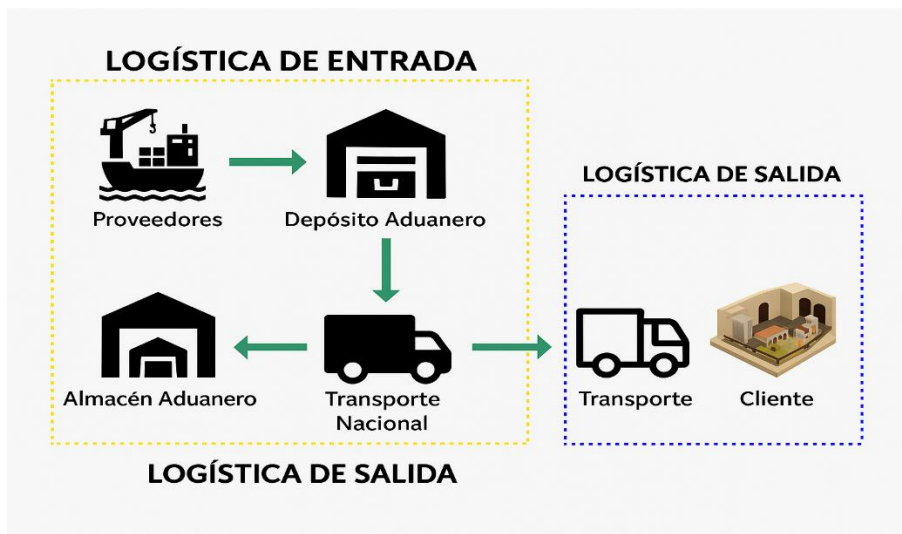 LOGÍSTICA DE ENTRADA
Proveedores
Depósito Aduanero
Almacén Aduanero
Transporte
Nacional
LOGÍSTICA DE SALIDA
LOGÍSTICA DE SALIDA
Transporte
Cliente